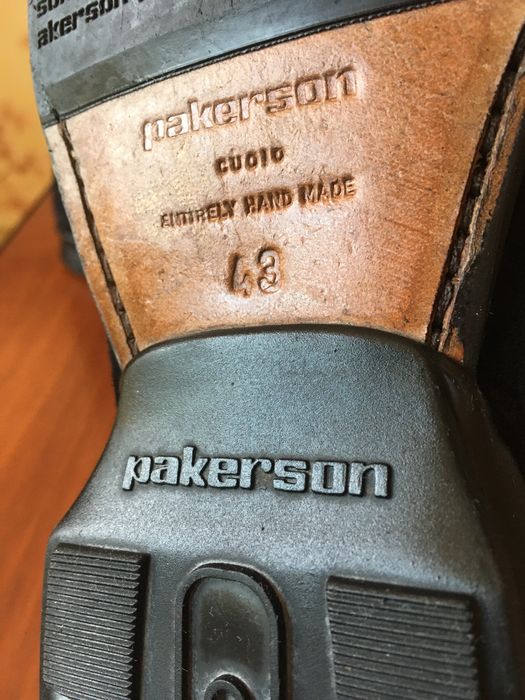 akerson
pakerson
CUOIO
ENTIRELY HAND MADE
43
pakerson